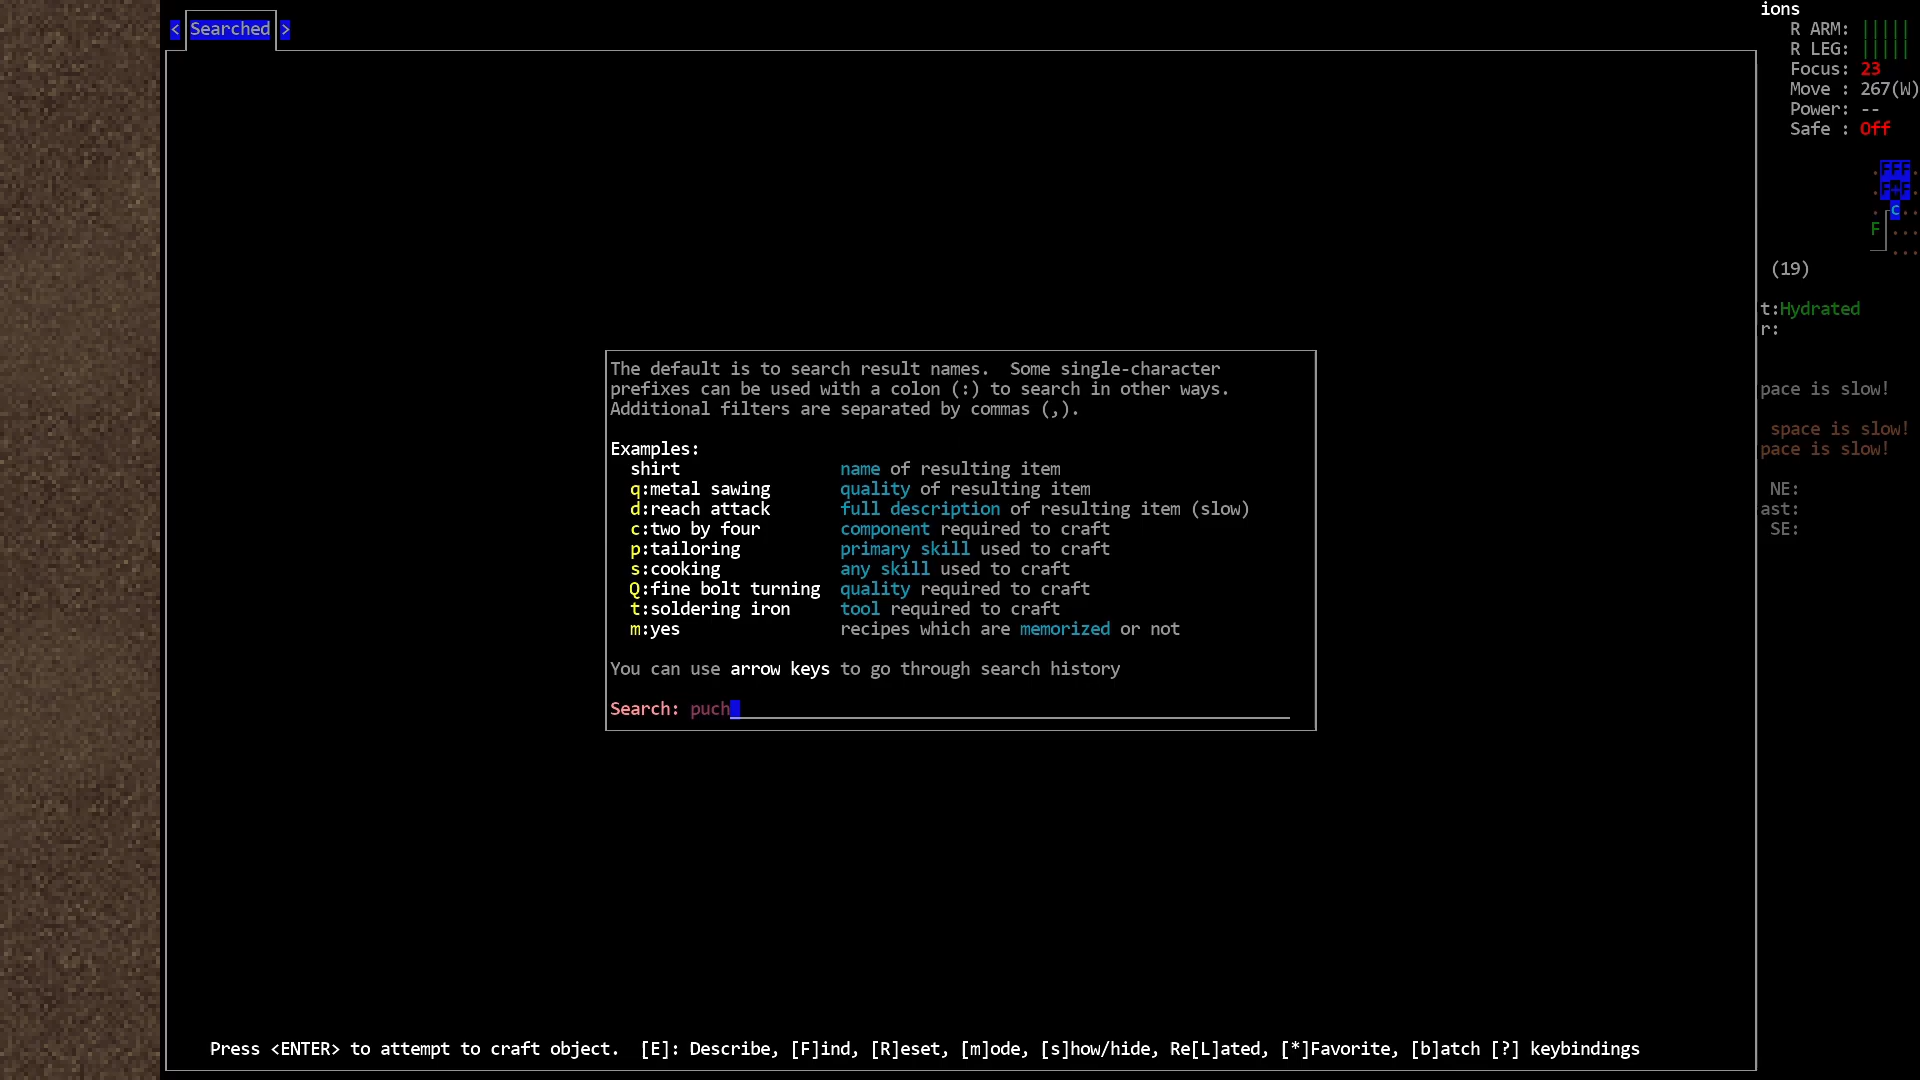 < Searched >
ions
R ARM: |||||
R LEG: |||||
Focus: 23
Move : 267(W)
Power: --
Safe : Off
F
(19)
t:Hydrated
r:
pace is slow!
space is slow!
pace is slow!
NE:
ast:
SE:
The default is to search result names.  Some single-character
prefixes can be used with a colon (:) to search in other ways.
Additional filters are separated by commas (,).
Examples:
shirt name of resulting item
q:metal sawing quality of resulting item
d:reach attack full description of resulting item (slow)
c:two by four component required to craft
p:tailoring primary skill used to craft
s:cooking any skill used to craft
Q:fine bolt turning quality required to craft
t:soldering iron tool required to craft
m:yes recipes which are memorized or not
You can use arrow keys to go through search history
Search: puch
Press <ENTER> to attempt to craft object.  [E]: Describe, [F]ind, [R]eset, [m]ode, [s]how/hide, Re[L]ated, [*]Favorite, [b]atch [?] keybindings